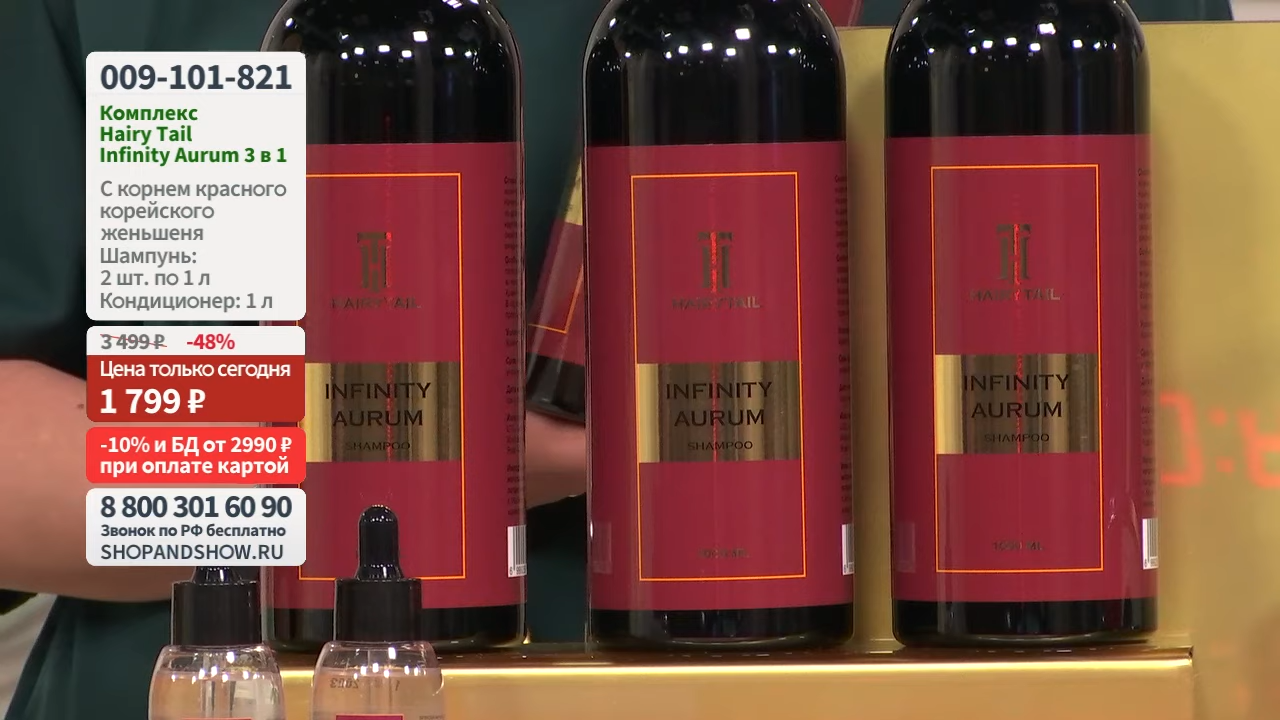 009-101-821
Комплекс
Hairy Tail
Infinity Aurum 3 в 1
С корнем красного
корейского
женьшеня
Шампунь:
2 шт. по 1 л
Кондиционер: 1 л
3 499 ₽ -48%
Цена только сегодня
1 799 ₽
-10% и БД от 2990 ₽
при оплате картой
8 800 301 60 90
Звонок по РФ бесплатно
SHOPANDSHOW.RU
HAIRY TAIL
INFINITY
AURUM
SHAMPOO
HAIRY TAIL
INFINITY
AURUM
SHAMPOO
HAIRY TAIL
INFINITY
AURUM
SHAMPOO